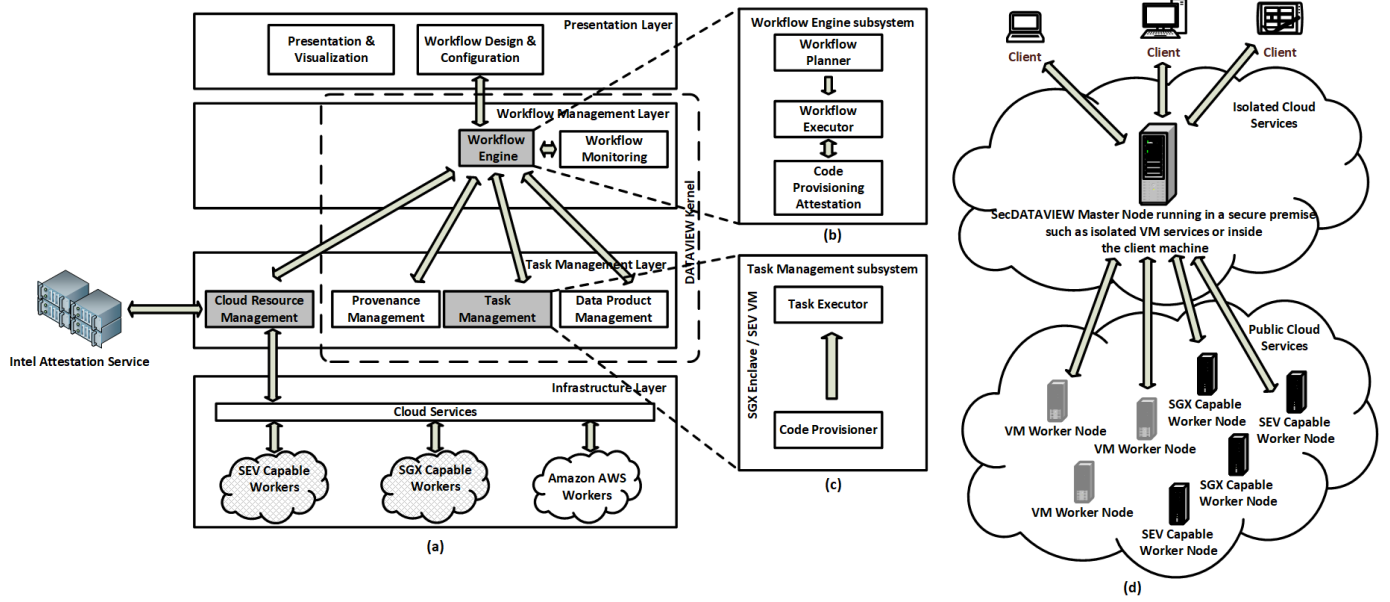 Presentation Layer
Presentation &
Visualization
Workflow Design &
Configuration
Workflow Management Layer
Workflow
Engine
Workflow
Monitoring
DATAVIEW Kernel
Task Management Layer
Cloud Resource
Management
Provenance
Management
Task
Management
Data Product
Management
Intel Attestation Service
Infrastructure Layer
Cloud Services
SEV Capable
Workers
SGX Capable
Workers
Amazon AWS
Workers
(a)
Workflow Engine subsystem
Workflow
Planner
Workflow
Executor
Code
Provisioning
Attestation
(b)
Task Management subsystem
Task Executor
SGX Enclave / SEV VM
Code Provisioner
(c)
Client
Client
Client
Isolated Cloud
Services
SecDATAVIEW Master Node running in a secure premise
such as isolated VM services or inside
the client machine
Public Cloud
Services
VM Worker Node
VM Worker Node
SGX Capable
Worker Node
SEV Capable
Worker Node
VM Worker Node
SGX Capable
Worker Node
SEV Capable
Worker Node
(d)